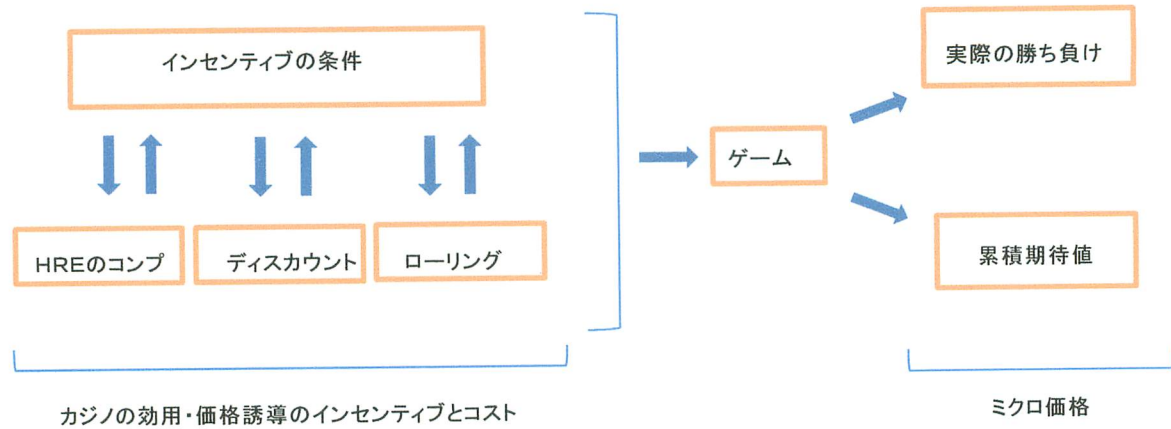 インセンティブの条件
実際の勝ち負け
ゲーム
HREのコンプ
ディスカウント
ローリング
累積期待値
カジノの効用・価格誘導のインセンティブとコスト
ミクロ価格